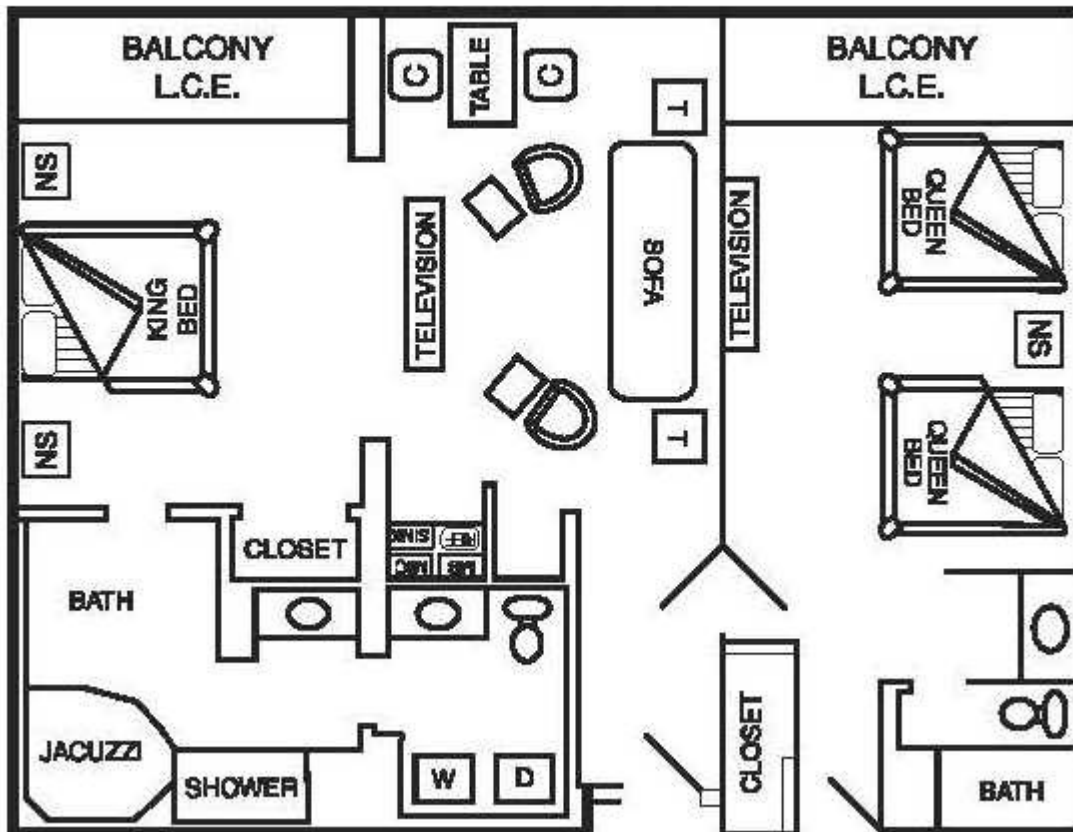 BALCONY
L.C.E.
C
TABLE
C
T
BALCONY
L.C.E.
NS
TELEVISION
SOFA
TELEVISION
QUEEN
BED
KING
BED
NS
NS
T
QUEEN
BED
CLOSET
SINK
REF
MIC
BATH
JACUZZI
SHOWER
W
D
CLOSET
BATH